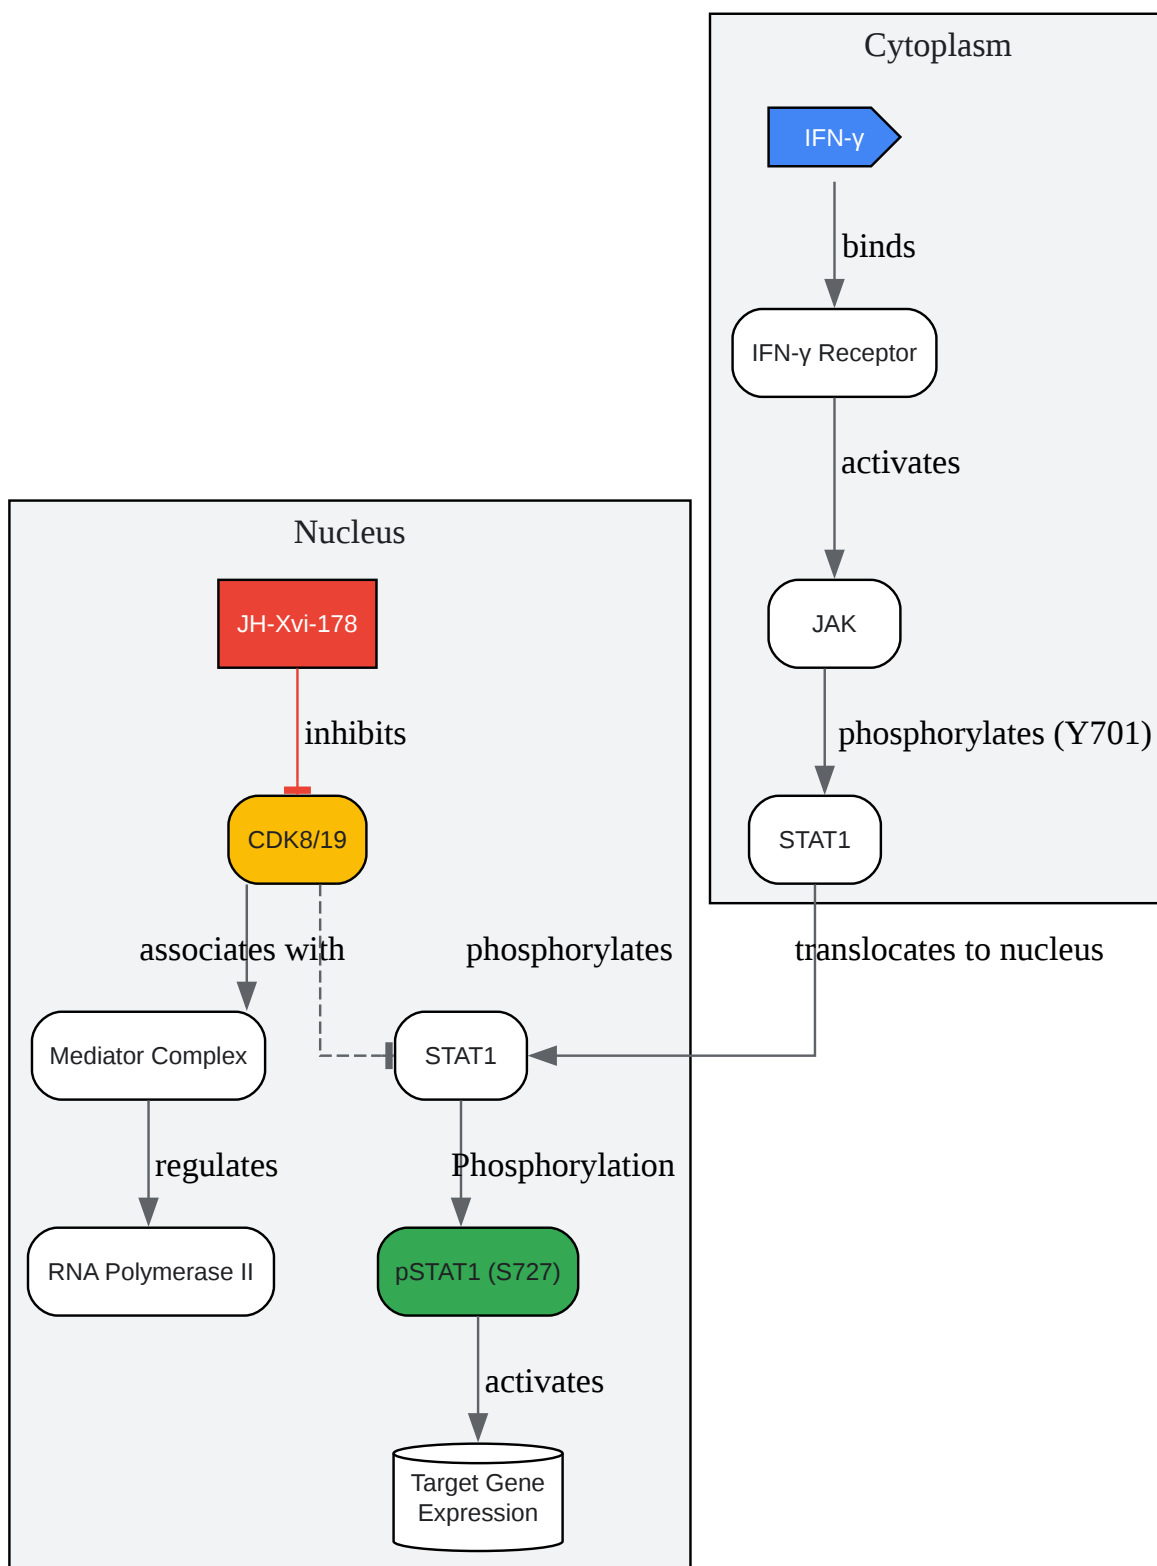 Cytoplasm
IFN-γ
binds
IFN-γ Receptor
activates
Nucleus
JH-Xvi-178
JAK
inhibits
phosphorylates (Y701)
CDK8/19
STAT1
associates with
phosphorylates
translocates to nucleus
Mediator Complex
STAT1
regulates
Phosphorylation
RNA Polymerase II
pSTAT1 (S727)
activates
Target Gene
Expression